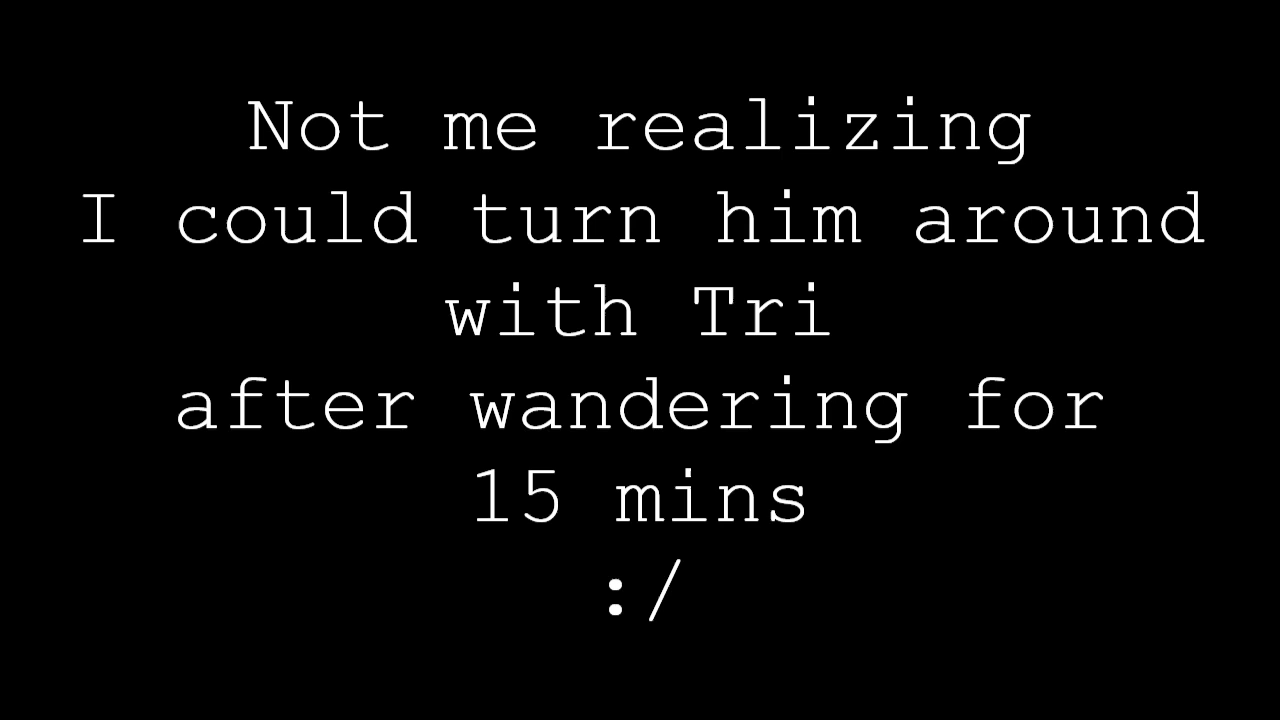 Not me realizing
I could turn him around
with Tri
after wandering for
15 mins
:/